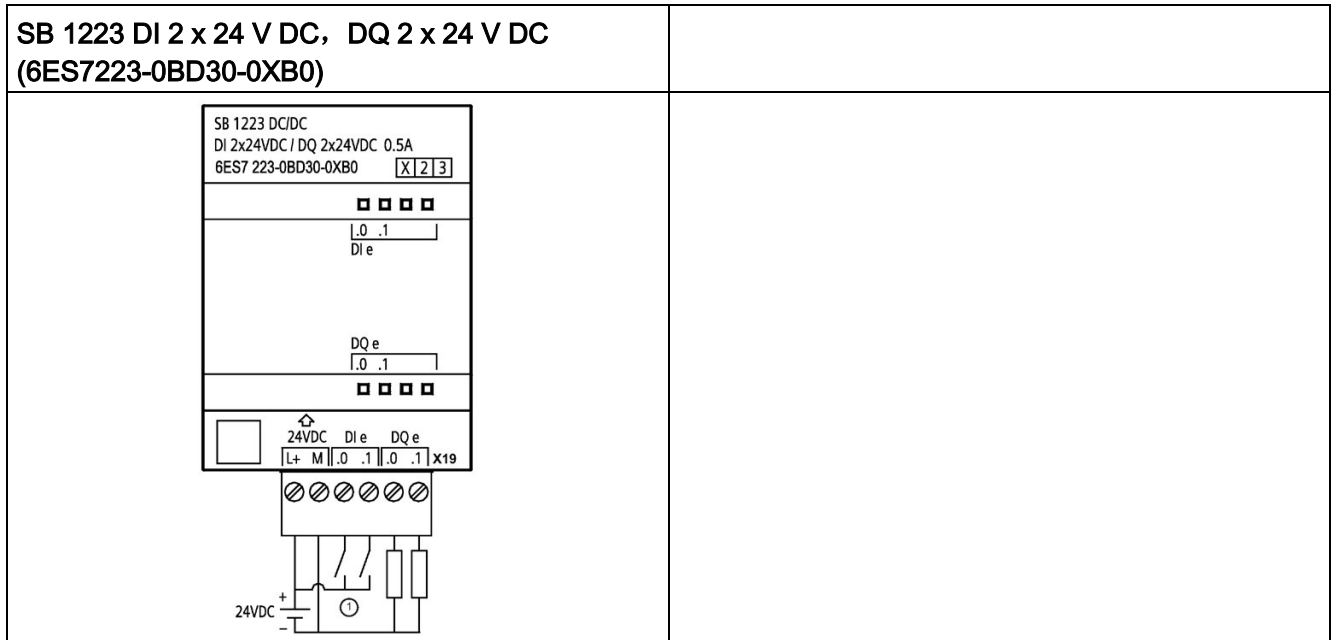 SB 1223 DI 2 x 24 V DC，DQ 2 x 24 V DC
(6ES7223-0BD30-0XB0)
SB 1223 DC/DC
DI 2x24VDC / DQ 2x24VDC 0.5A
6ES7 223-0BD30-0XB0 X 2 3
.0 .1
DI e
DQ e
.0 .1
24VDC DI e DQ e
L+ M .0 .1 .0 .1 X19
+
24VDC
①
−